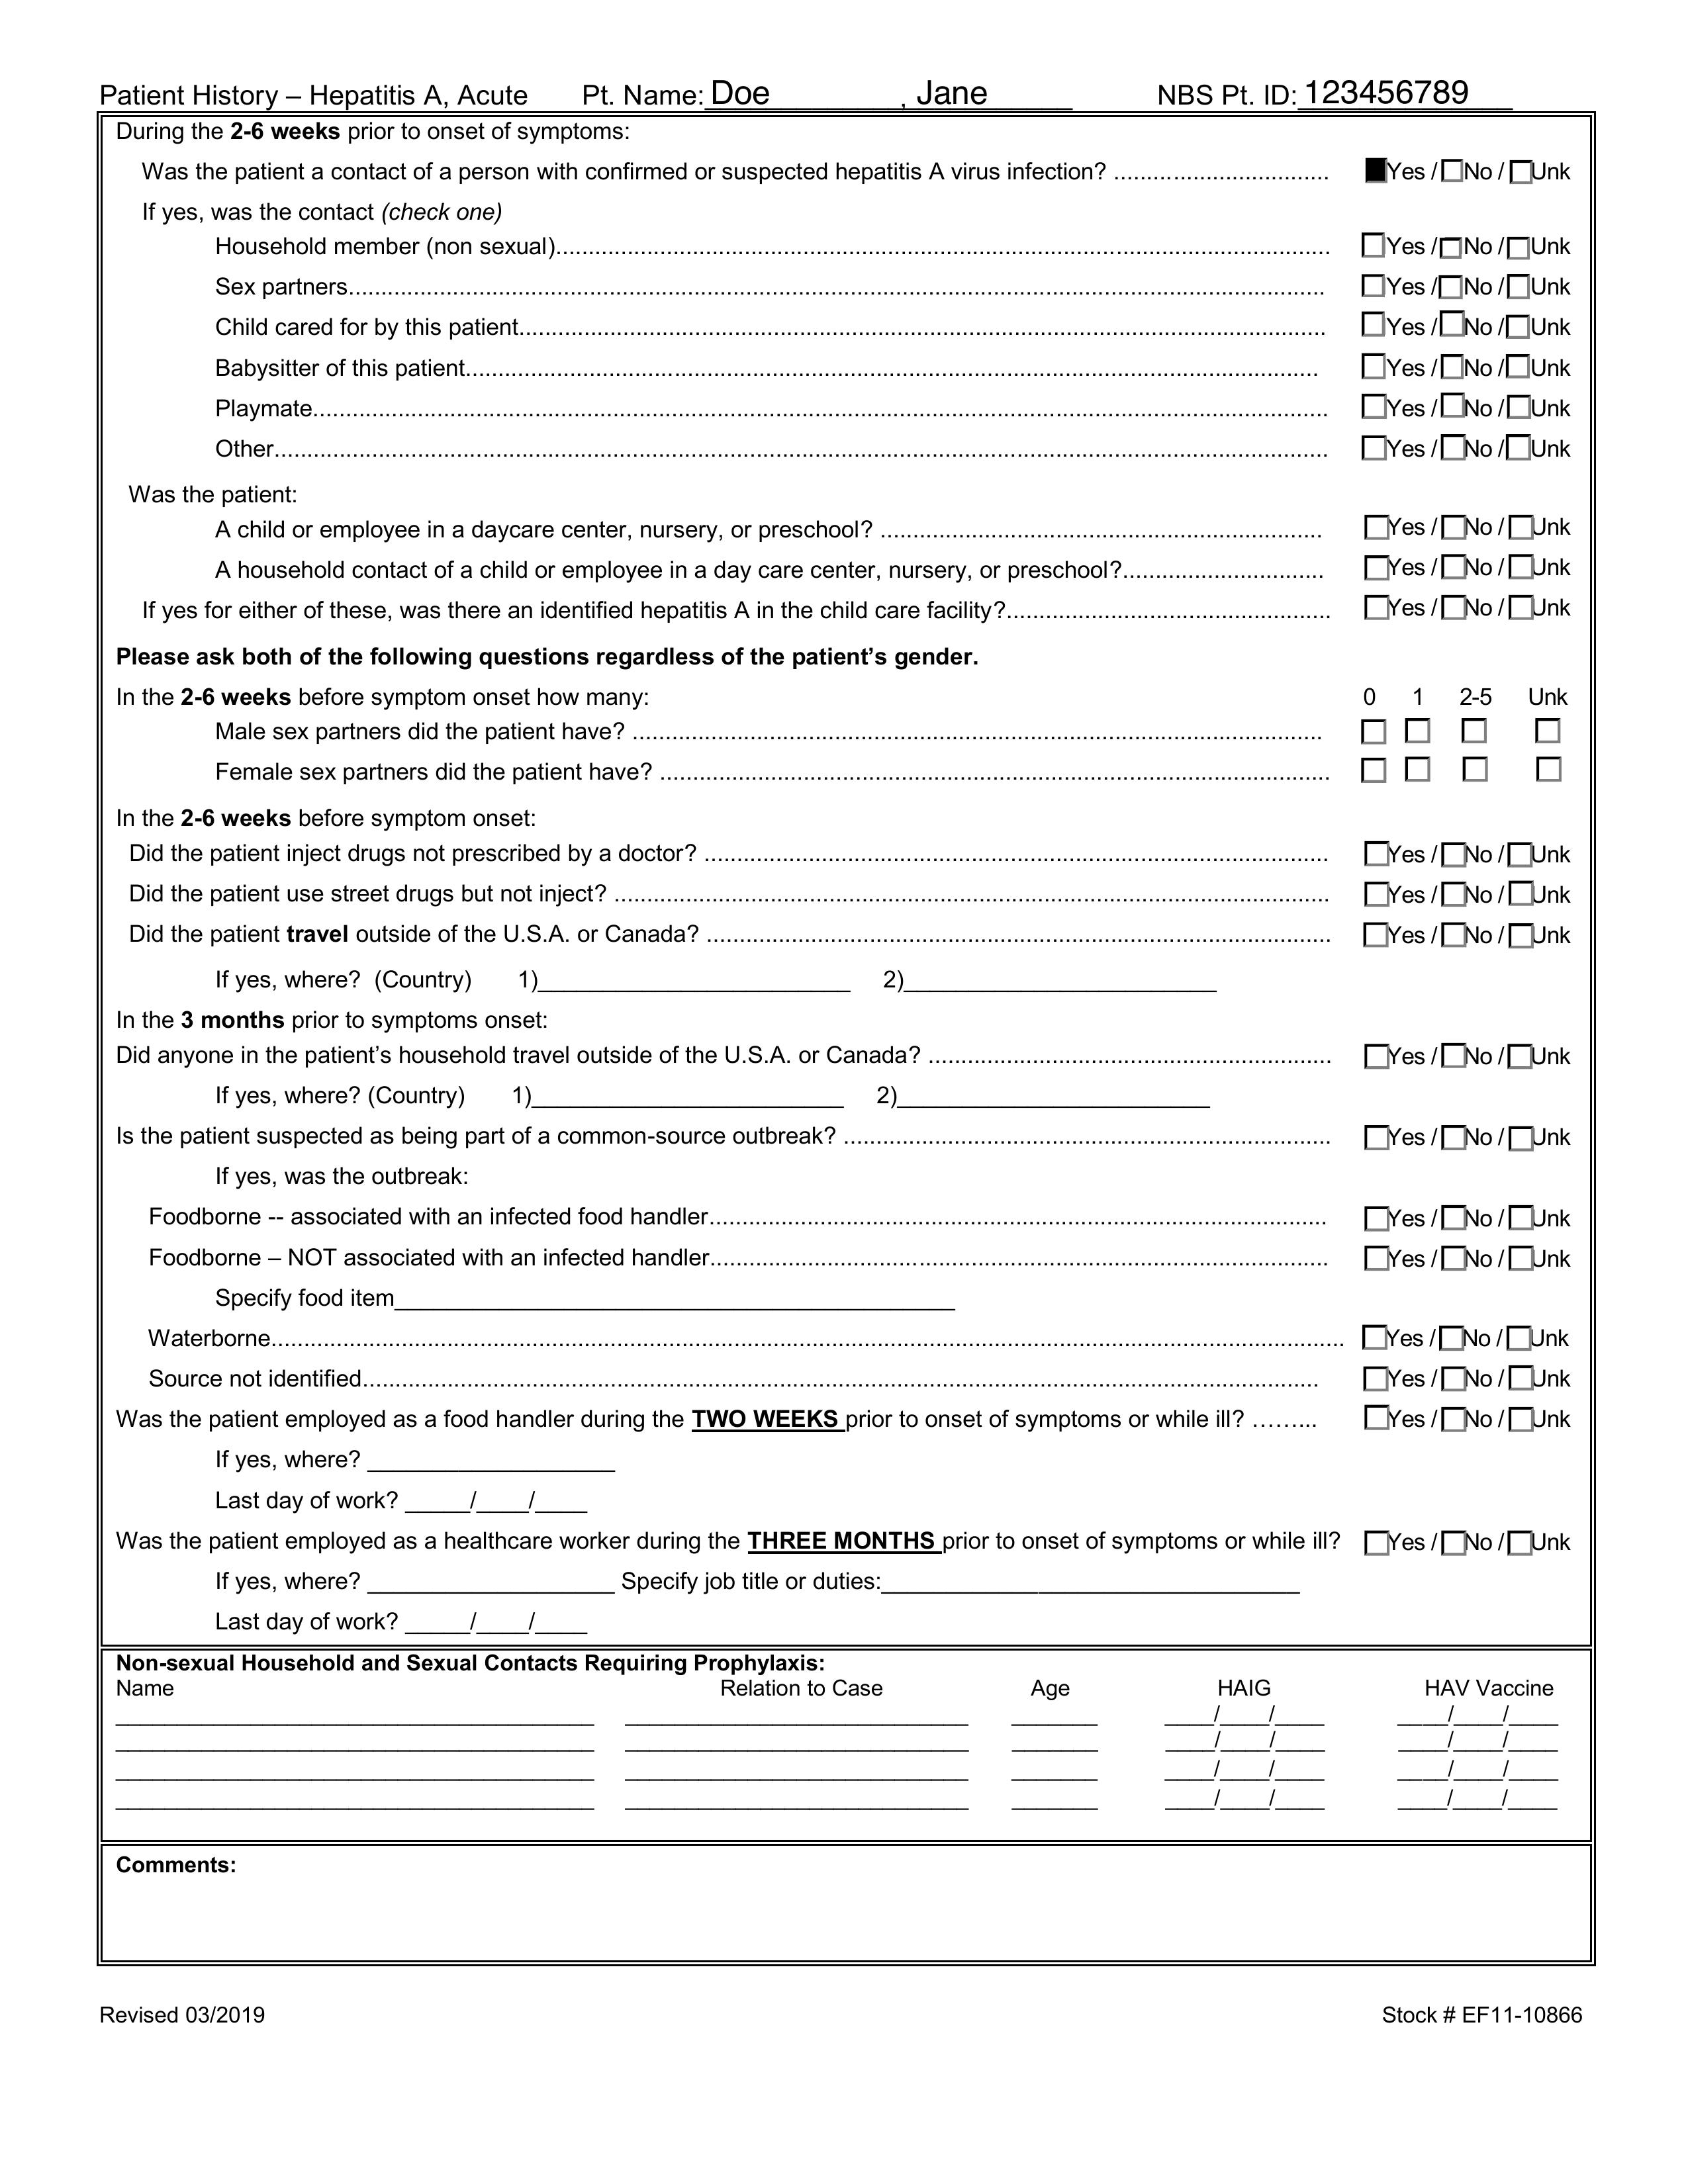 Patient History – Hepatitis A, Acute Pt. Name: Doe , Jane NBS Pt. ID: 123456789
During the 2-6 weeks prior to onset of symptoms:
Was the patient a contact of a person with confirmed or suspected hepatitis A virus infection? ................................. ■Yes / ☐No / ☐Unk
If yes, was the contact (check one)
Household member (non sexual)................................. ☐Yes / ☐No / ☐Unk
Sex partners................................. ☐Yes / ☐No / ☐Unk
Child cared for by this patient................................. ☐Yes / ☐No / ☐Unk
Babysitter of this patient................................. ☐Yes / ☐No / ☐Unk
Playmate................................. ☐Yes / ☐No / ☐Unk
Other................................. ☐Yes / ☐No / ☐Unk
Was the patient:
A child or employee in a daycare center, nursery, or preschool? ................................. ☐Yes / ☐No / ☐Unk
A household contact of a child or employee in a day care center, nursery, or preschool?................................. ☐Yes / ☐No / ☐Unk
If yes for either of these, was there an identified hepatitis A in the child care facility?................................. ☐Yes / ☐No / ☐Unk
Please ask both of the following questions regardless of the patient’s gender.
In the 2-6 weeks before symptom onset how many: 0 1 2-5 Unk
Male sex partners did the patient have? ................................. ☐ ☐ ☐ ☐
Female sex partners did the patient have? ................................. ☐ ☐ ☐ ☐
In the 2-6 weeks before symptom onset:
Did the patient inject drugs not prescribed by a doctor? ................................. ☐Yes / ☐No / ☐Unk
Did the patient use street drugs but not inject? ................................. ☐Yes / ☐No / ☐Unk
Did the patient travel outside of the U.S.A. or Canada? ................................. ☐Yes / ☐No / ☐Unk
If yes, where? (Country) 1)________________________ 2)________________________
In the 3 months prior to symptoms onset:
Did anyone in the patient’s household travel outside of the U.S.A. or Canada? ................................. ☐Yes / ☐No / ☐Unk
If yes, where? (Country) 1)________________________ 2)________________________
Is the patient suspected as being part of a common-source outbreak? ................................. ☐Yes / ☐No / ☐Unk
If yes, was the outbreak:
Foodborne -- associated with an infected food handler................................. ☐Yes / ☐No / ☐Unk
Foodborne – NOT associated with an infected handler................................. ☐Yes / ☐No / ☐Unk
Specify food item___________________________________________
Waterborne................................. ☐Yes / ☐No / ☐Unk
Source not identified................................. ☐Yes / ☐No / ☐Unk
Was the patient employed as a food handler during the TWO WEEKS prior to onset of symptoms or while ill? …….. ☐Yes / ☐No / ☐Unk
If yes, where? ___________________
Last day of work? _____/____/____
Was the patient employed as a healthcare worker during the THREE MONTHS prior to onset of symptoms or while ill? ☐Yes / ☐No / ☐Unk
If yes, where? ___________________ Specify job title or duties:________________________________
Last day of work? _____/____/____
Non-sexual Household and Sexual Contacts Requiring Prophylaxis:
Name Relation to Case Age HAIG HAV Vaccine
_______________________________________ ____________________________ _______ ____/____/____ ____/____/____
_______________________________________ ____________________________ _______ ____/____/____ ____/____/____
_______________________________________ ____________________________ _______ ____/____/____ ____/____/____
_______________________________________ ____________________________ _______ ____/____/____ ____/____/____
Comments:
Revised 03/2019 Stock # EF11-10866